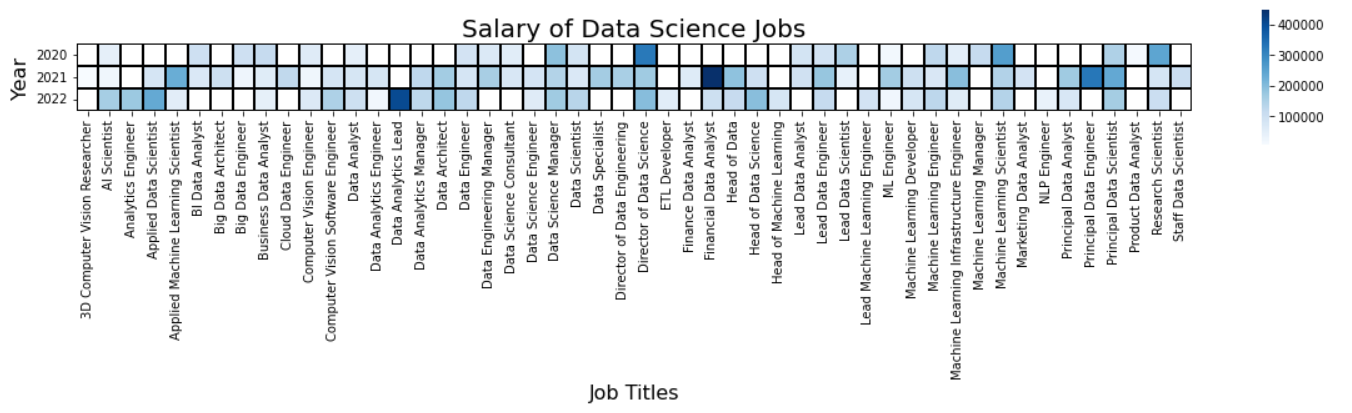 Salary of Data Science Jobs
Year
2020
2021
2022
400000
300000
200000
100000
3D Computer Vision Researcher
AI Scientist
Analytics Engineer
Applied Data Scientist
Applied Machine Learning Scientist
BI Data Analyst
Big Data Architect
Big Data Engineer
Business Data Analyst
Cloud Data Engineer
Computer Vision Engineer
Computer Vision Software Engineer
Data Analyst
Data Analytics Engineer
Data Analytics Lead
Data Analytics Manager
Data Architect
Data Engineer
Data Engineering Manager
Data Science Consultant
Data Science Engineer
Data Science Manager
Data Scientist
Data Specialist
Director of Data Engineering
Director of Data Science
ETL Developer
Finance Data Analyst
Financial Data Analyst
Head of Data
Head of Data Science
Head of Machine Learning
Lead Data Analyst
Lead Data Engineer
Lead Data Scientist
Lead Machine Learning Engineer
ML Engineer
Machine Learning Developer
Machine Learning Engineer
Machine Learning Infrastructure Engineer
Machine Learning Manager
Machine Learning Scientist
Marketing Data Analyst
NLP Engineer
Principal Data Analyst
Principal Data Engineer
Principal Data Scientist
Product Data Analyst
Research Scientist
Staff Data Scientist
Job Titles